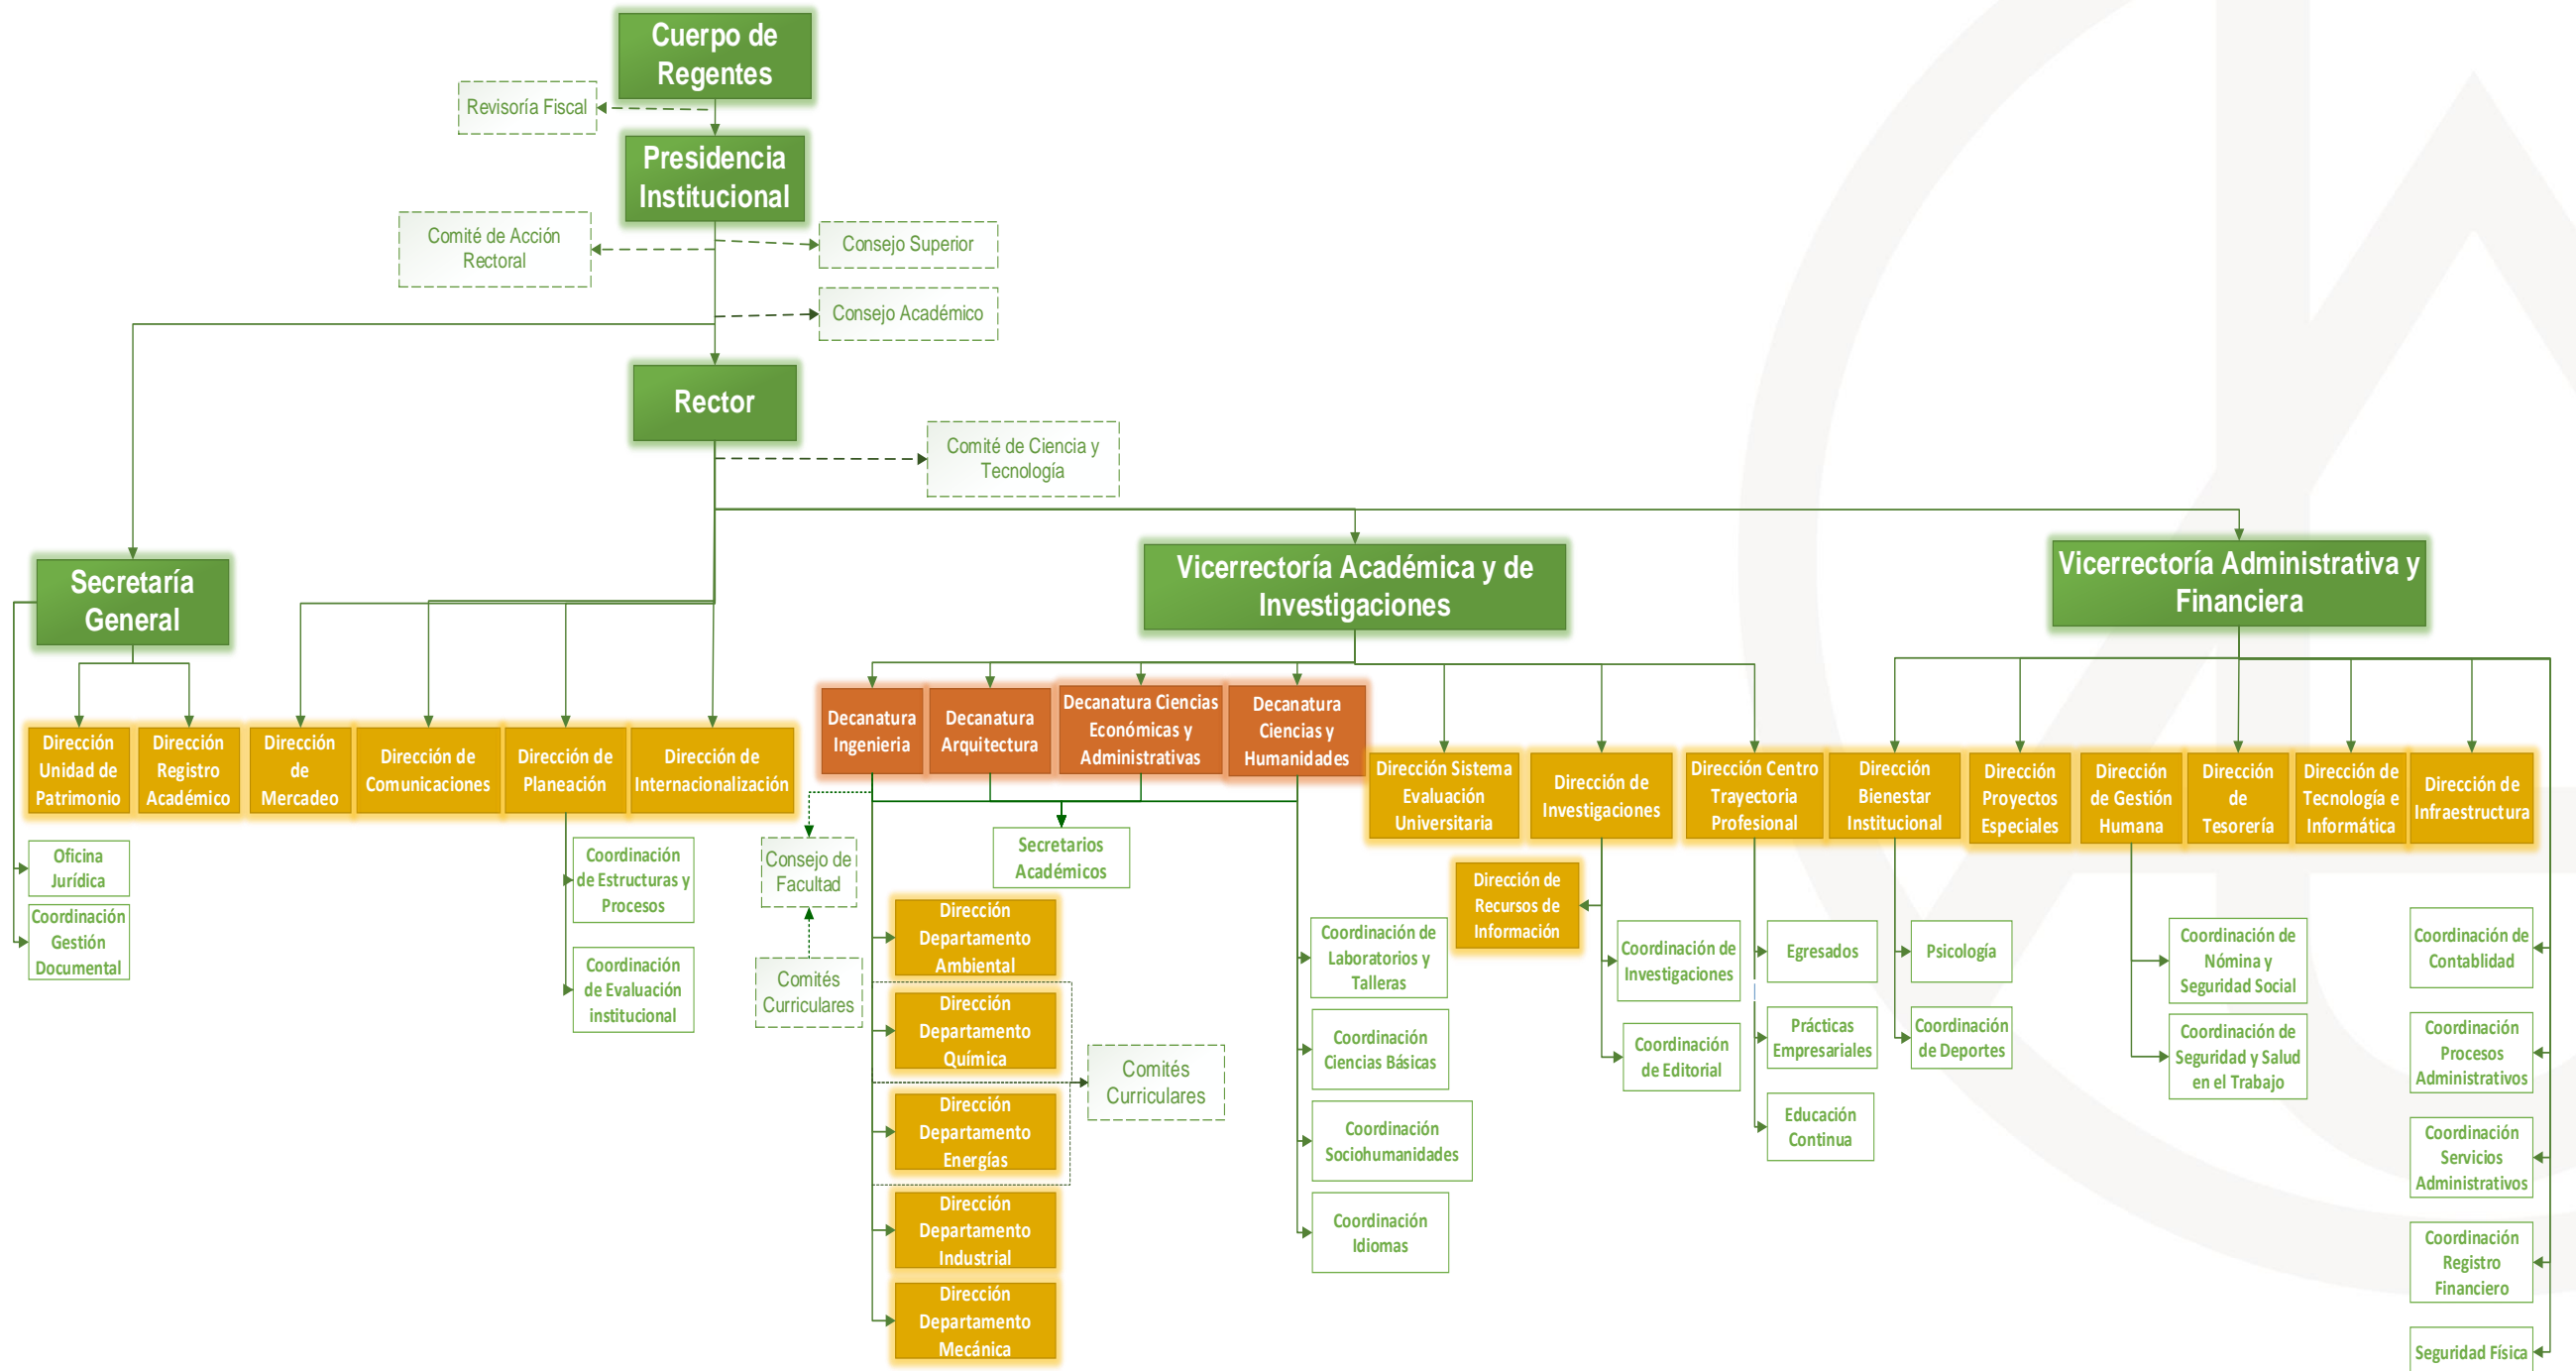 Cuerpo de
Regentes
Revisoría Fiscal
Presidencia
Institucional
Comité de Acción
Rectoral
Consejo Superior
Consejo Académico
Rector
Comité de Ciencia y
Tecnología
Secretaría
General
Vicerrectoría Académica y de
Investigaciones
Vicerrectoría Administrativa y
Financiera
Dirección
Unidad de
Patrimonio
Dirección
Registro
Académico
Dirección
de
Mercadeo
Dirección de
Comunicaciones
Dirección de
Planeación
Dirección de
Internacionalización
Decanatura
Ingenieria
Decanatura
Arquitectura
Decanatura Ciencias
Económicas y
Administrativas
Decanatura
Ciencias y
Humanidades
Dirección Sistema
Evaluación
Universitaria
Dirección de
Investigaciones
Dirección Centro
Trayectoria
Profesional
Dirección
Bienestar
Institucional
Dirección
Proyectos
Especiales
Dirección
de Gestión
Humana
Dirección
de
Tesorería
Dirección de
Tecnología e
Informática
Dirección de
Infraestructura
Oficina
Jurídica
Coordinación
Gestión
Documental
Coordinación
de Estructuras y
Procesos
Coordinación
de Evaluación
institucional
Consejo de
Facultad
Comités
Curriculares
Secretarios
Académicos
Dirección
Departamento
Ambiental
Dirección
Departamento
Química
Dirección
Departamento
Energías
Dirección
Departamento
Industrial
Dirección
Departamento
Mecánica
Comités
Curriculares
Coordinación de
Laboratorios y
Talleras
Coordinación
Ciencias Básicas
Coordinación
Sociohumanidades
Coordinación
Idiomas
Dirección de
Recursos de
Información
Coordinación de
Investigaciones
Coordinación
de Editorial
Egresados
Prácticas
Empresariales
Educación
Continua
Psicología
Coordinación
de Deportes
Coordinación de
Nómina y
Seguridad Social
Coordinación de
Seguridad y Salud
en el Trabajo
Coordinación de
Contablidad
Coordinación
Procesos
Administrativos
Coordinación
Servicios
Administrativos
Coordinación
Registro
Financiero
Seguridad Física